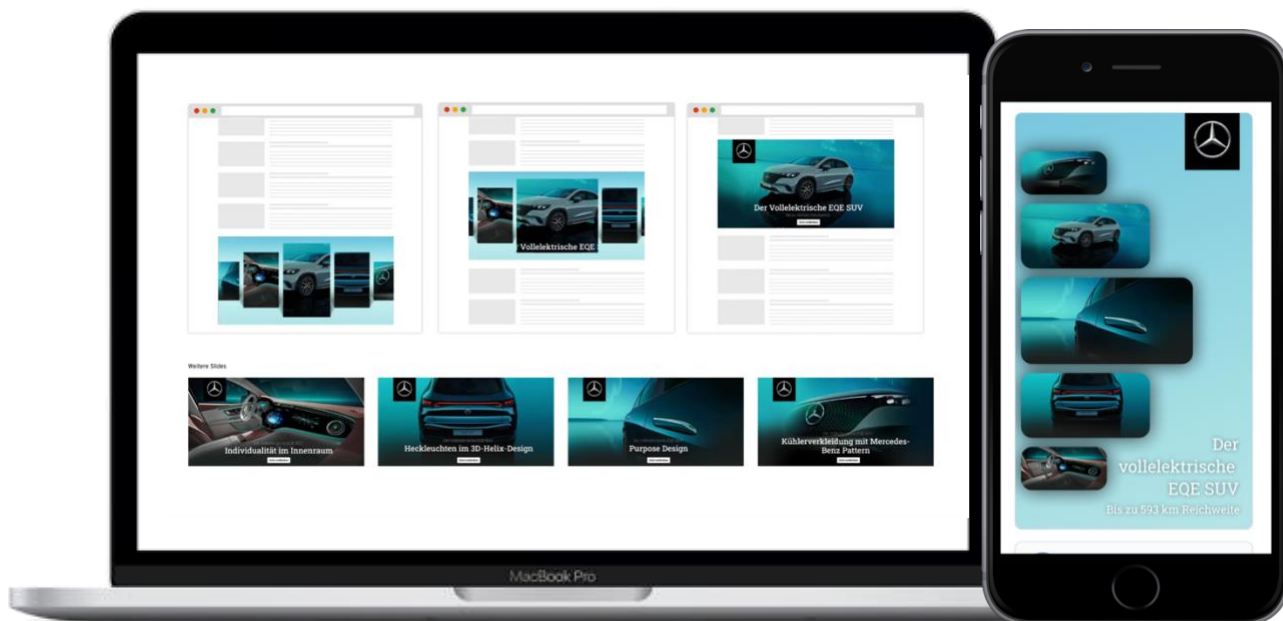 Vollelektrische EQE S
Der Vollelektrische EQE SUV
Weitere Slides
Individualität im Innenraum
Heckleuchten im 3D-Helix-Design
Purpose Design
Kühlerverkleidung mit Mercedes-
Benz Pattern
MacBook Pro
Der
vollelektrische
EQE SUV
Bis zu 593 km Reichweite